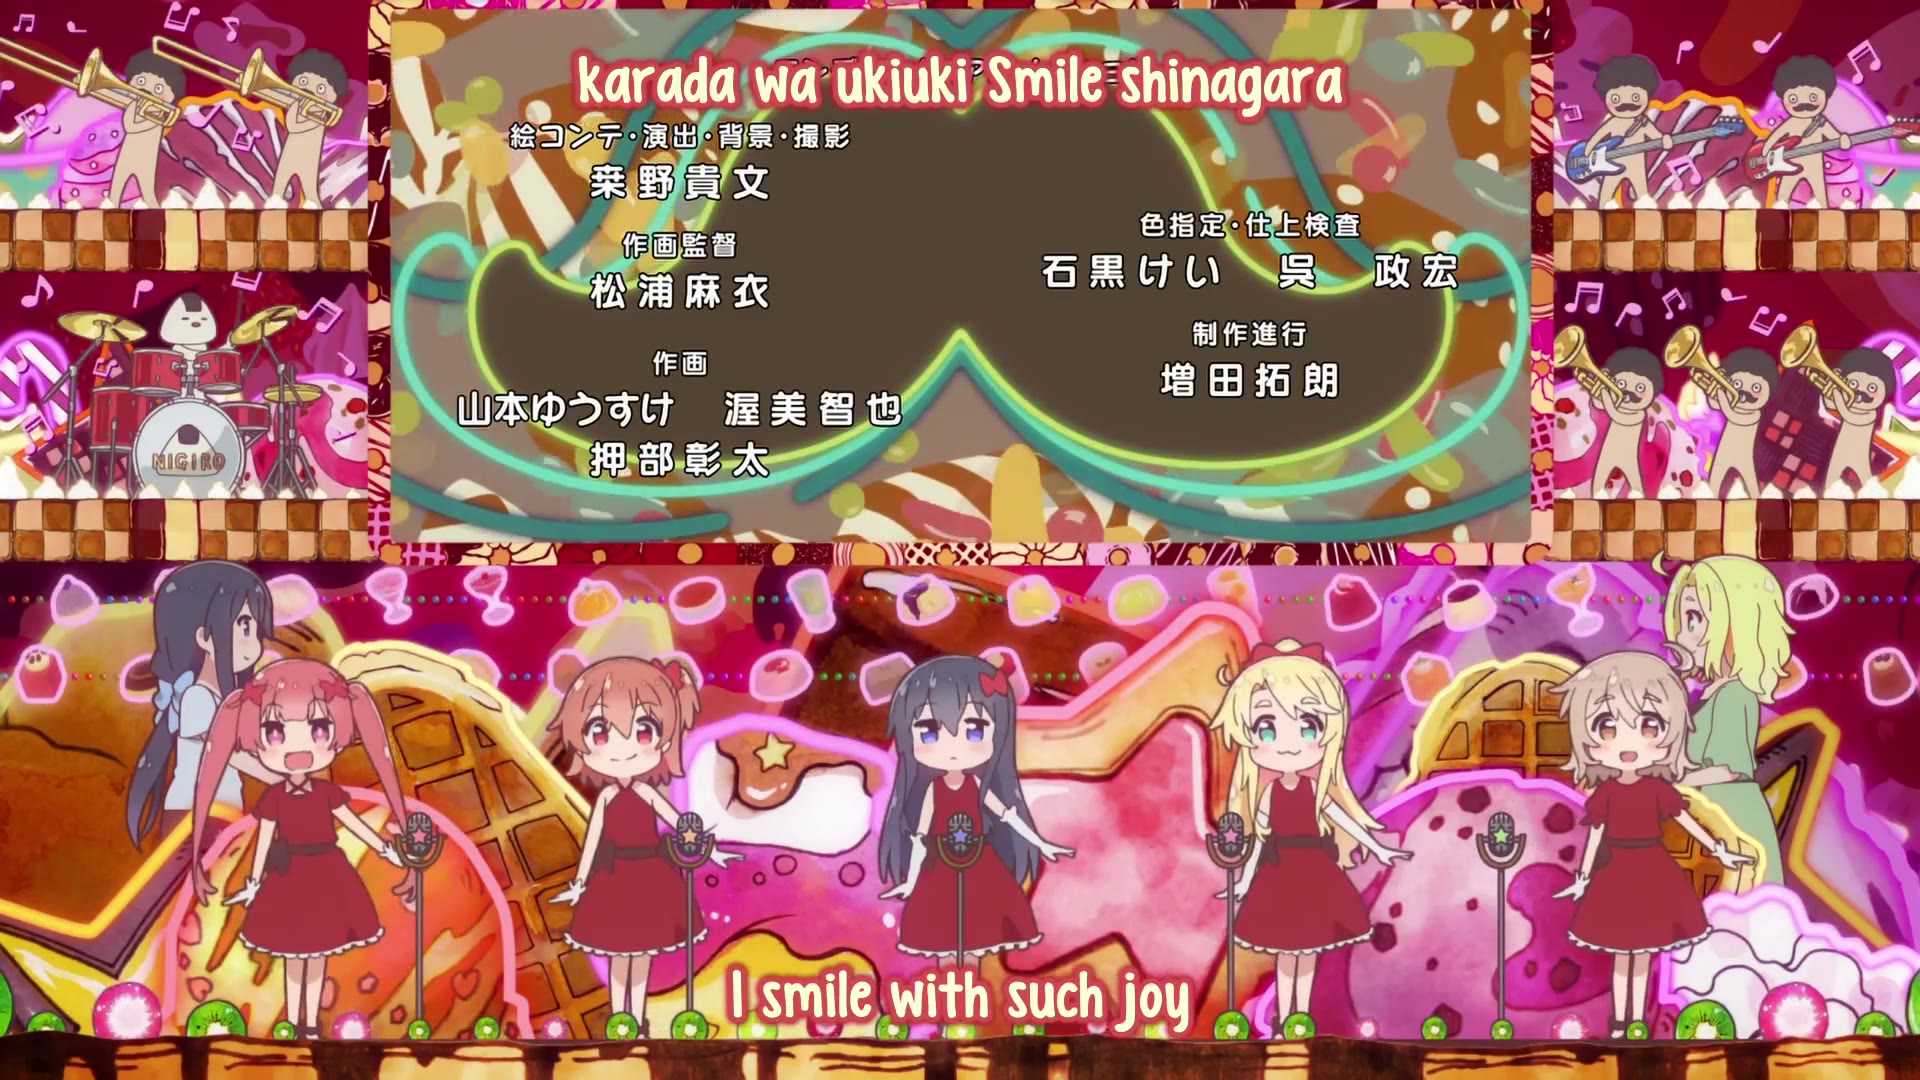 karada wa ukiuki Smile shinagara
絵コンテ・演出・背景・撮影
桒野貴文
作画監督
松浦麻衣
作画
山本ゆうすけ 渥美智也
押部彰太
色指定・仕上検査
石黒けい 呉 政宏
制作進行
増田拓朗
NIGIRO
I smile with such joy